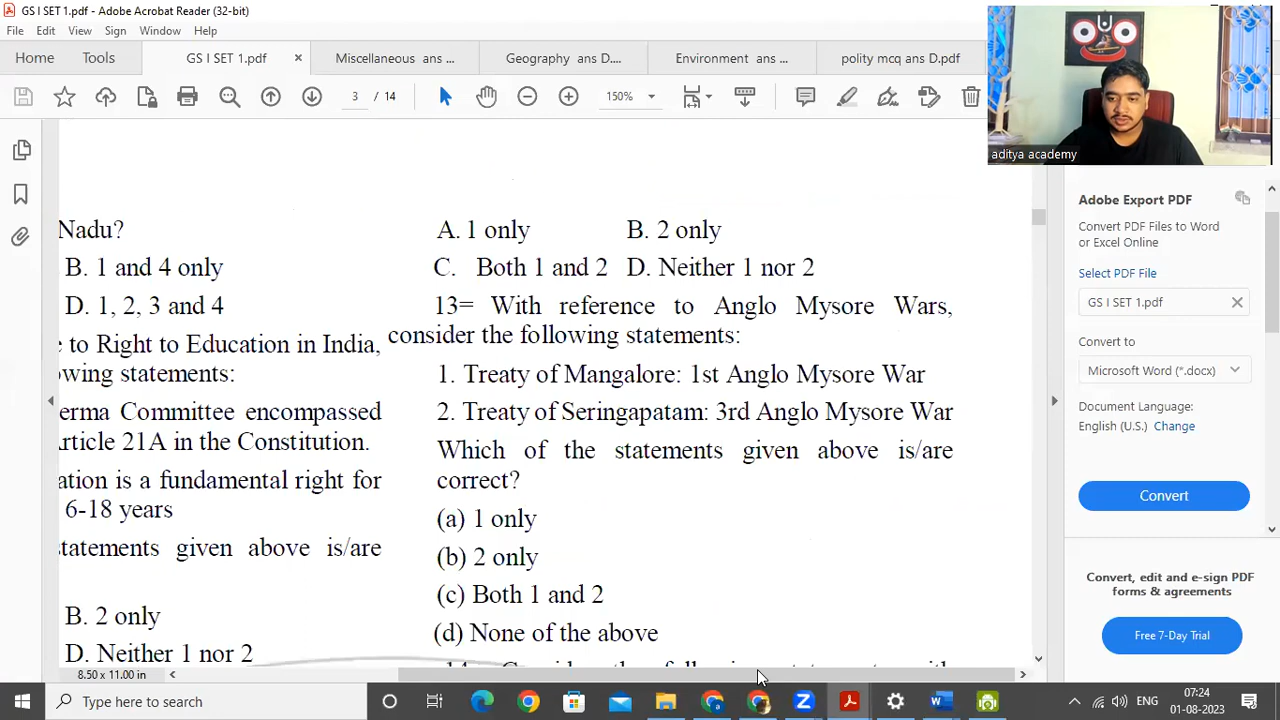 GS I SET 1.pdf - Adobe Acrobat Reader (32-bit)
File Edit View Sign Window Help
Home Tools GS I SET 1.pdf × Miscellaneous ans ... Geography ans D.... Environment ans ... polity mcq ans D.pdf
3 / 14 150%
aditya academy
Nadu?
B. 1 and 4 only
D. 1, 2, 3 and 4
e to Right to Education in India,
owing statements:
erma Committee encompassed
Article 21A in the Constitution.
ation is a fundamental right for
6-18 years
statements given above is/are
B. 2 only
D. Neither 1 nor 2
A. 1 only B. 2 only
C. Both 1 and 2 D. Neither 1 nor 2
13= With reference to Anglo Mysore Wars,
consider the following statements:
1. Treaty of Mangalore: 1st Anglo Mysore War
2. Treaty of Seringapatam: 3rd Anglo Mysore War
Which of the statements given above is/are
correct?
(a) 1 only
(b) 2 only
(c) Both 1 and 2
(d) None of the above
Adobe Export PDF
Convert PDF Files to Word
or Excel Online
Select PDF File
GS I SET 1.pdf ×
Convert to
Microsoft Word (*.docx)
Document Language:
English (U.S.) Change
Convert
Convert, edit and e-sign PDF
forms & agreements
Free 7-Day Trial
8.50 x 11.00 in
Type here to search
ENG
07:24
01-08-2023